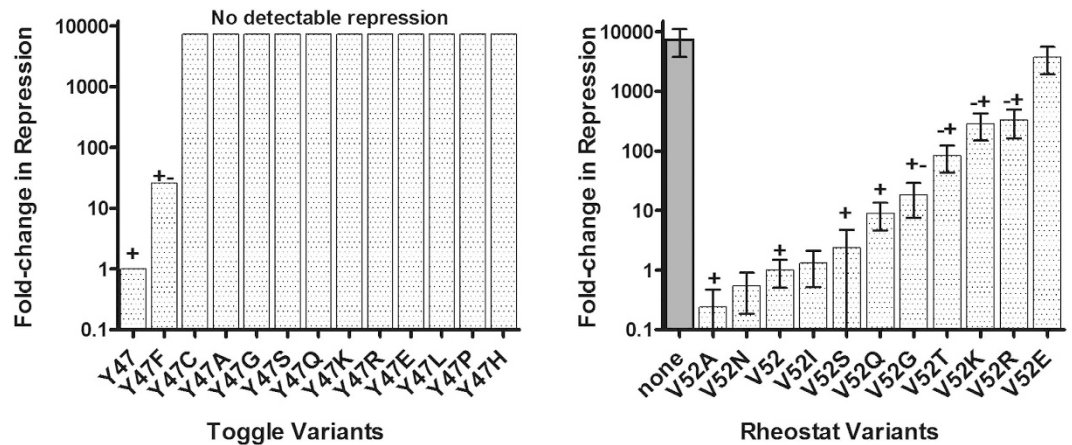 No detectable repression
Fold-change in Repression
10000
1000
100
10
1
0.1
+
+-
Y47
Y47F
Y47C
Y47A
Y47G
Y47S
Y47Q
Y47K
Y47R
Y47E
Y47L
Y47P
Y47H
Toggle Variants
Fold-change in Repression
10000
1000
100
10
1
0.1
+
+
+
+
+-
-+
-+
-+
none
V52A
V52N
V52
V52I
V52S
V52Q
V52G
V52T
V52K
V52R
V52E
Rheostat Variants